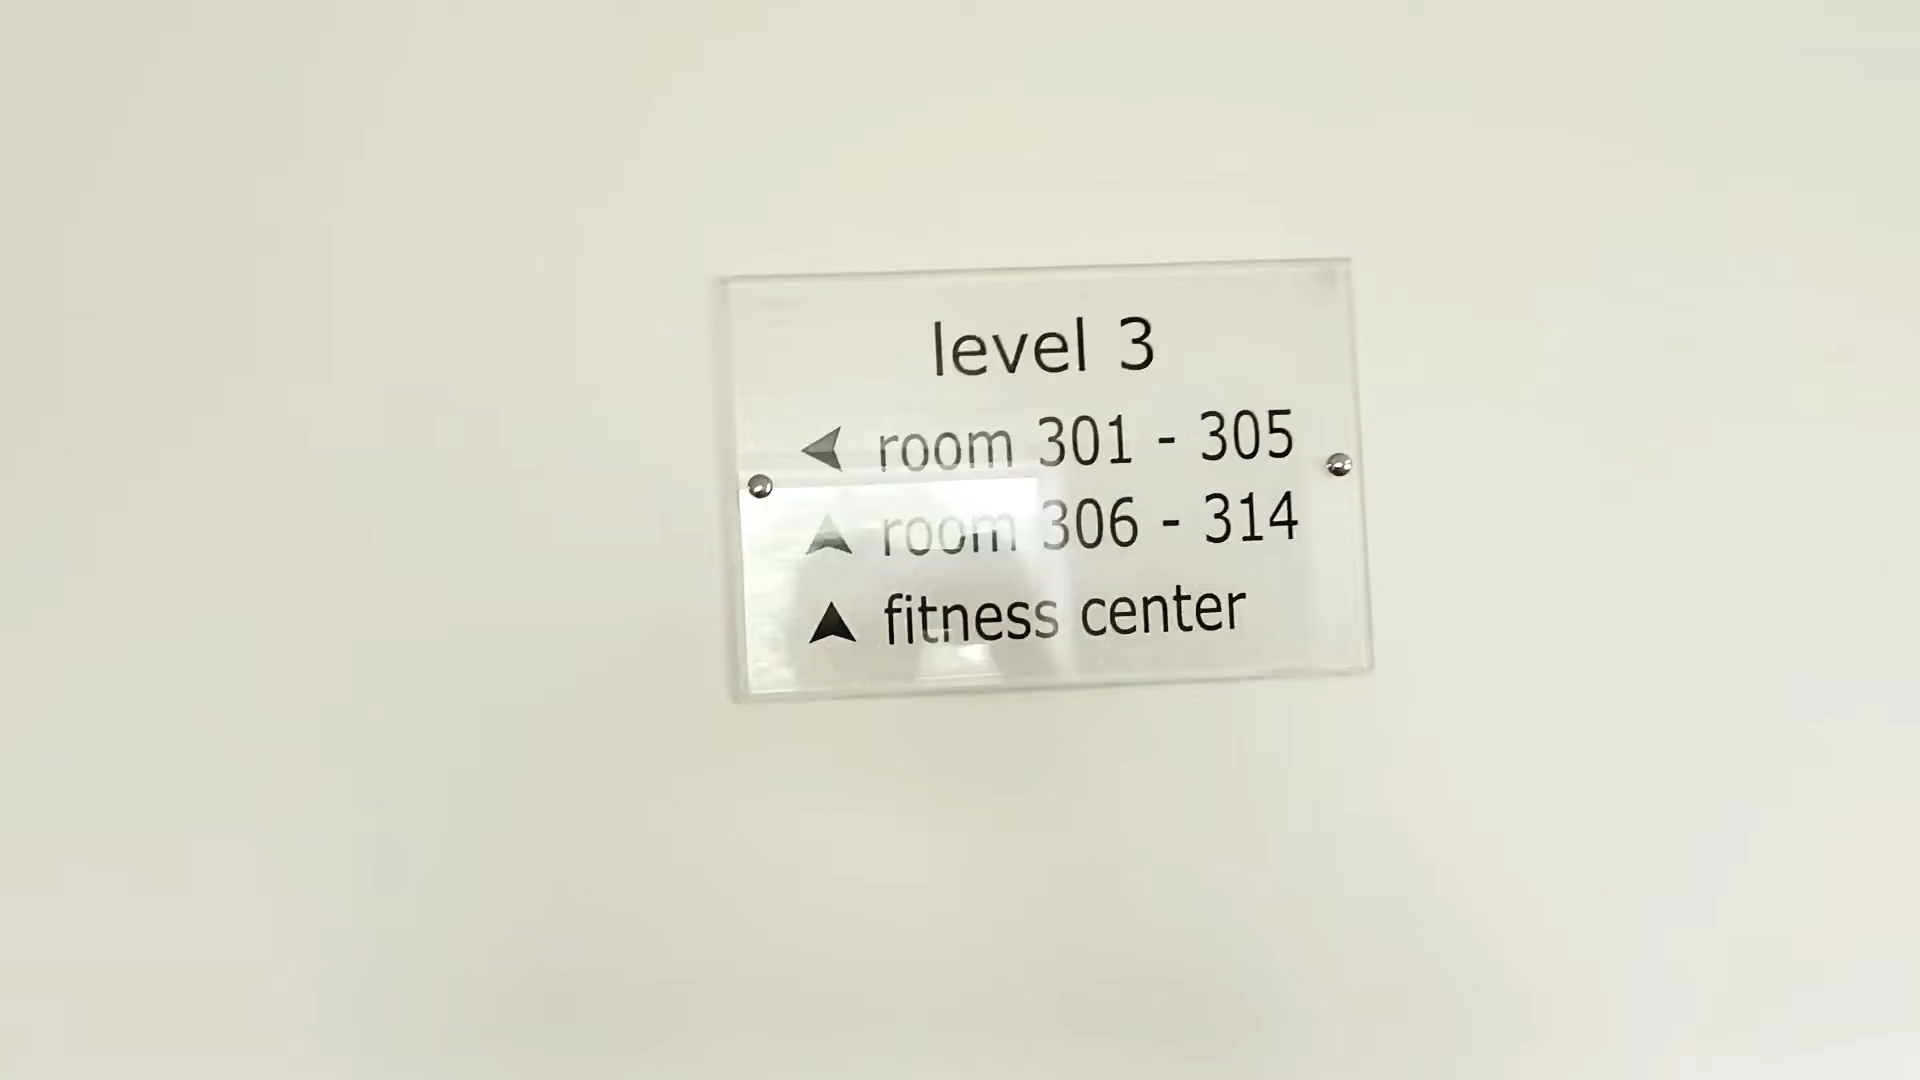 level 3
room 301 - 305
room 306 - 314
fitness center